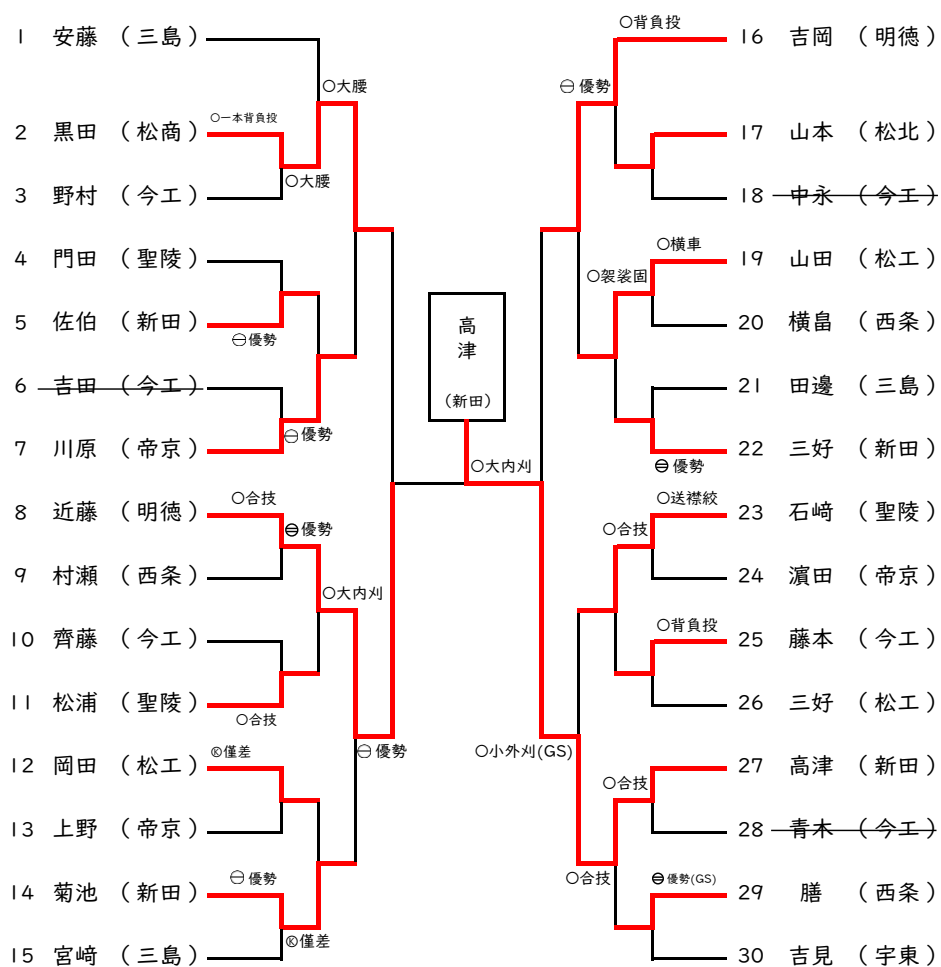 1 安藤 （三島）
○大腰
2 黒田 （松商）
○一本背負投
○大腰
3 野村 （今工）
4 門田 （聖陵）
5 佐伯 （新田）
㊀優勢
6 吉田 （今工）
7 川原 （帝京）
㊀優勢
8 近藤 （明徳）
○合技
㊁優勢
9 村瀬 （西条）
○大内刈
10 齊藤 （今工）
11 松浦 （聖陵）
○合技
12 岡田 （松工）
Ⓚ僅差
㊀優勢
13 上野 （帝京）
14 菊池 （新田）
㊀優勢
Ⓚ僅差
15 宮﨑 （三島）
高津
（新田）
○大内刈
16 吉岡 （明徳）
○背負投
㊀優勢
17 山本 （松北）
18 中永 （今工）
19 山田 （松工）
○横車
○袈裟固
20 横畠 （西条）
21 田邊 （三島）
22 三好 （新田）
㊁優勢
23 石﨑 （聖陵）
○送襟絞
○合技
24 濵田 （帝京）
25 藤本 （今工）
○背負投
26 三好 （松工）
○小外刈(GS)
27 高津 （新田）
○合技
28 青木 （今工）
○合技
29 膳 （西条）
㊁優勢(GS)
30 吉見 （宇東）